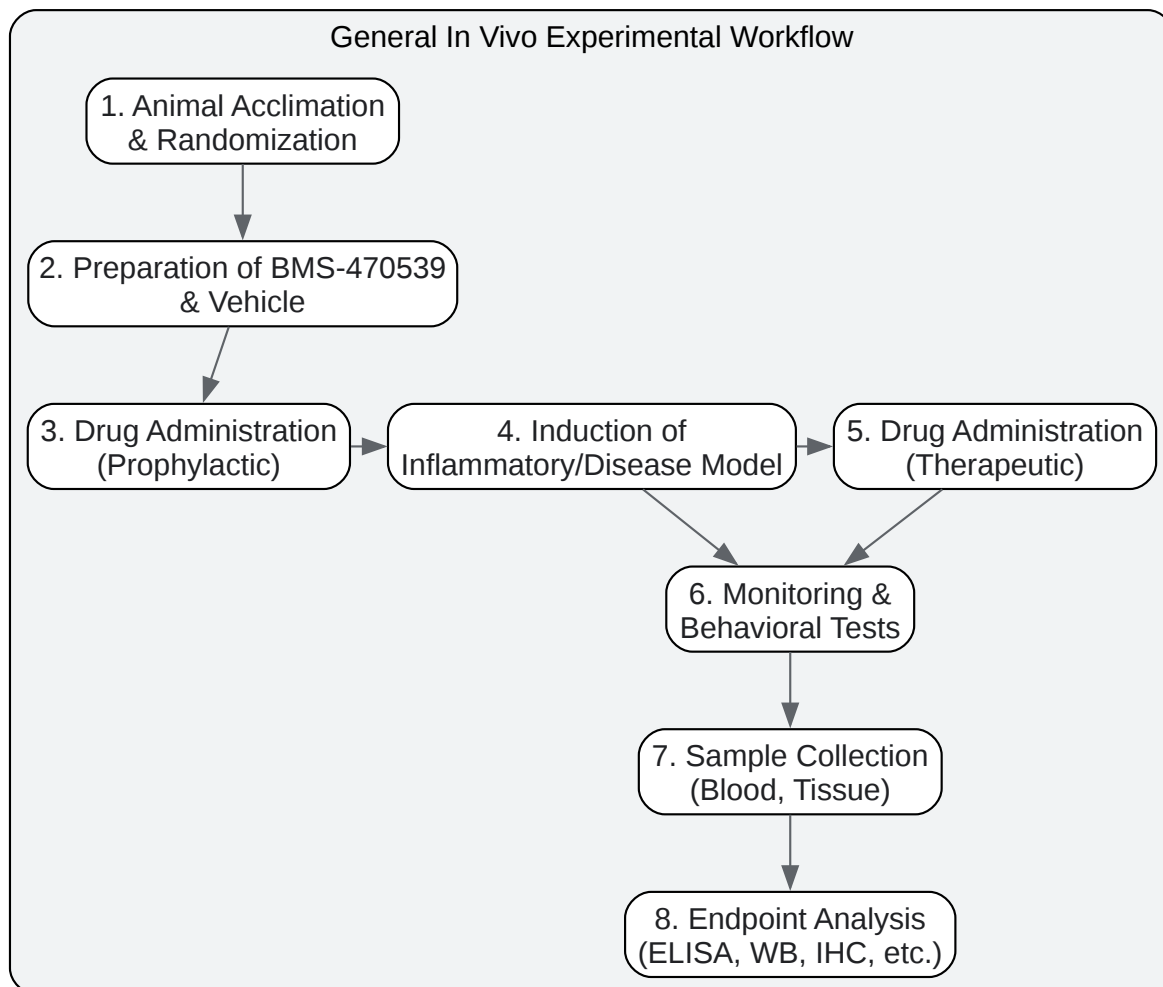 General In Vivo Experimental Workflow
1. Animal Acclimation
& Randomization
2. Preparation of BMS-470539
& Vehicle
3. Drug Administration
(Prophylactic)
4. Induction of
Inflammatory/Disease Model
5. Drug Administration
(Therapeutic)
6. Monitoring &
Behavioral Tests
7. Sample Collection
(Blood, Tissue)
8. Endpoint Analysis
(ELISA, WB, IHC, etc.)